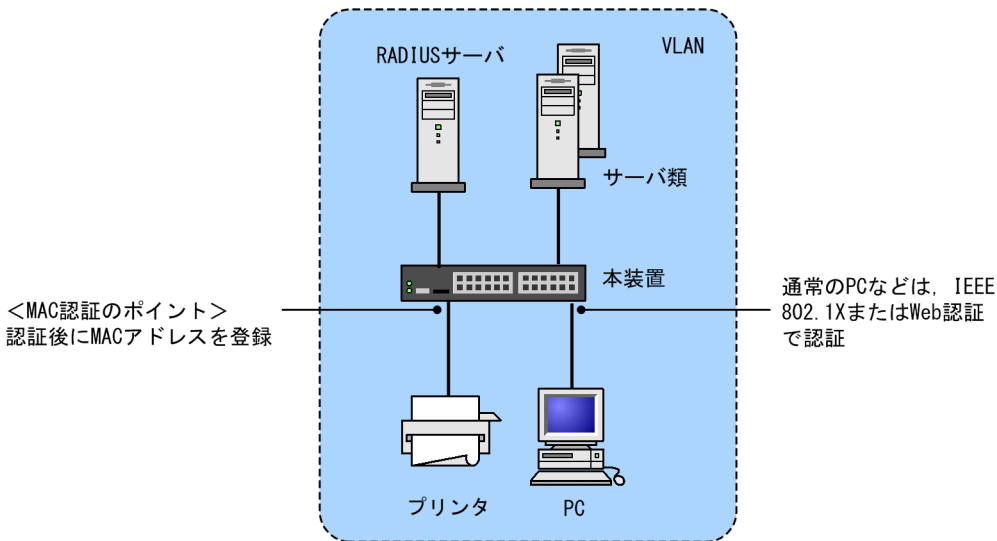 VLAN
RADIUSサーバ
サーバ類
本装置
<MAC認証のポイント>
認証後にMACアドレスを登録
通常のPCなどは, IEEE
802.1XまたはWeb認証
で認証
プリンタ
PC